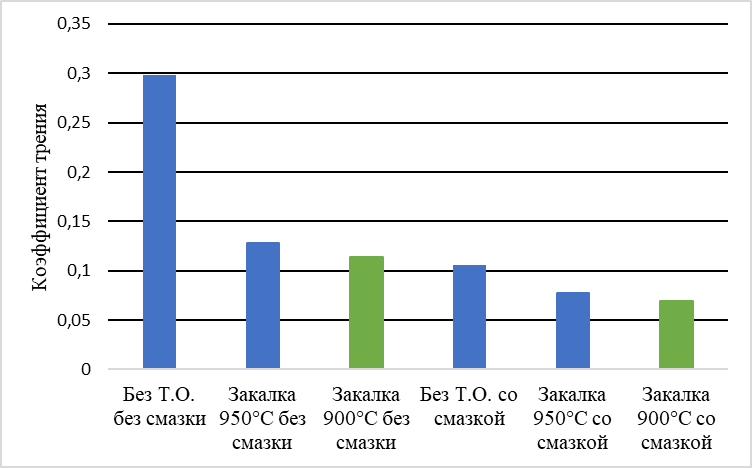 0,35
0,3
0,25
0,2
0,15
0,1
0,05
0
Коэффициент трения
Без Т.О.
без смазки
Закалка
950°С без
смазки
Закалка
900°С без
смазки
Без Т.О. со
смазкой
Закалка
950°С со
смазкой
Закалка
900°С со
смазкой